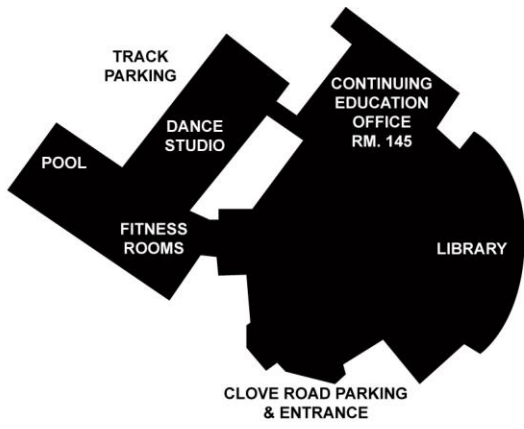 TRACK
PARKING
CONTINUING
EDUCATION
OFFICE
RM. 145
DANCE
STUDIO
POOL
FITNESS
ROOMS
LIBRARY
CLOVE ROAD PARKING
& ENTRANCE